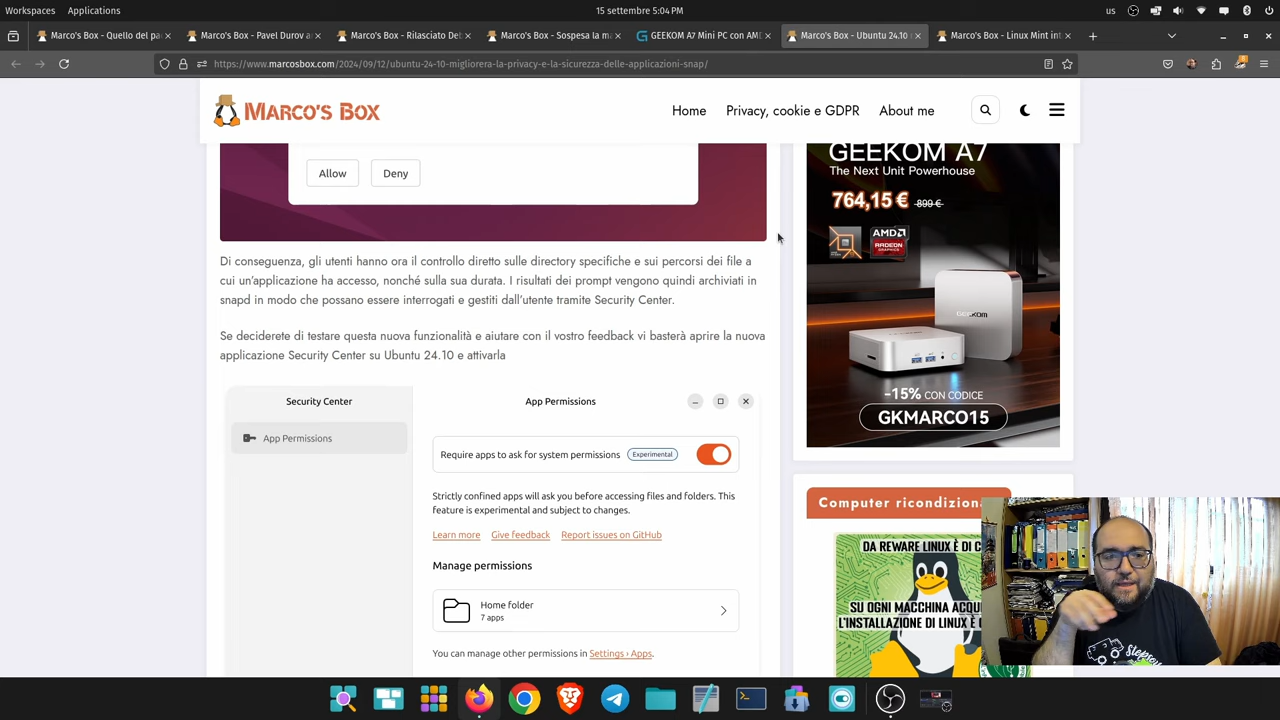 Workspaces Applications 15 settembre 5:04 PM us
Marco's Box - Quello del pa
Marco's Box - Pavel Durov ar
Marco's Box - Rilasciato Deb
Marco's Box - Sospesa la m
GEEKOM A7 Mini PC con AMD
Marco's Box - Ubuntu 24.10
Marco's Box - Linux Mint int
https://www.marcosbox.com/2024/09/12/ubuntu-24-10-migliorera-la-privacy-e-la-sicurezza-delle-applicazioni-snap/
MARCO'S BOX
Home Privacy, cookie e GDPR About me
Allow Deny
Di conseguenza, gli utenti hanno ora il controllo diretto sulle directory specifiche e sui percorsi dei file a
cui un'applicazione ha accesso, nonché sulla sua durata. I risultati dei prompt vengono quindi archiviati in
snapd in modo che possano essere interrogati e gestiti dall'utente tramite Security Center.
Se deciderete di testare questa nuova funzionalità e aiutare con il vostro feedback vi basterà aprire la nuova
applicazione Security Center su Ubuntu 24.10 e attivarla
Security Center
App Permissions
App Permissions
Require apps to ask for system permissions Experimental
Strictly confined apps will ask you before accessing files and folders. This
feature is experimental and subject to changes.
Learn more Give feedback Report issues on GitHub
Manage permissions
Home folder
7 apps
You can manage other permissions in Settings › Apps.
GEEKOM A7
The Next Unit Powerhouse
764,15 € 899 €
AMD
RADEON
GRAPHICS
GEEKOM
-15% CON CODICE
GKMARCO15
Computer ricondizion
DA REWARE LINUX È DI C
SU OGNI MACCHINA ACQU
L'INSTALLAZIONE DI LINUX È